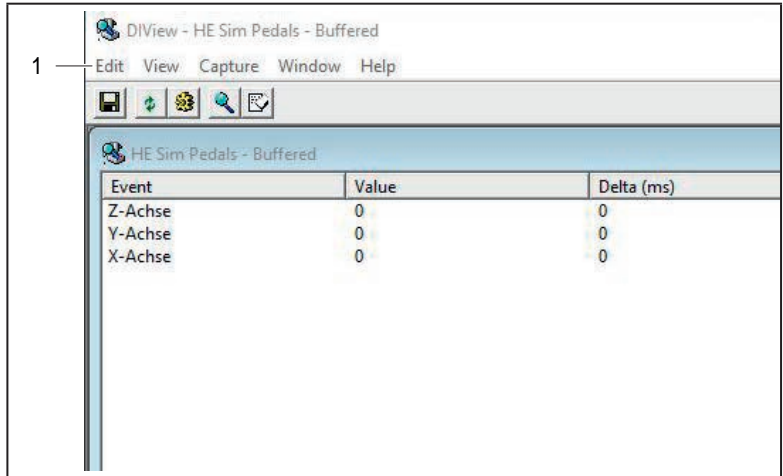 DIView - HE Sim Pedals - Buffered
1 Edit View Capture Window Help
HE Sim Pedals - Buffered
Event Value Delta (ms)
Z-Achse 0 0
Y-Achse 0 0
X-Achse 0 0